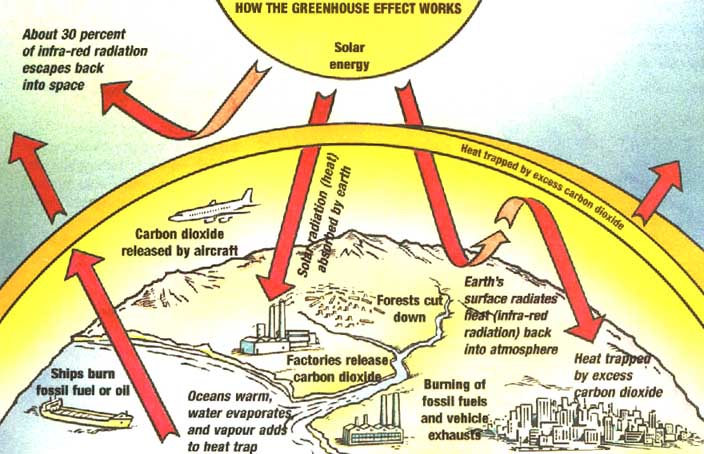 HOW THE GREENHOUSE EFFECT WORKS
Solar
energy
About 30 percent
of infra-red radiation
escapes back
into space
Heat trapped by excess carbon dioxide
Solar radiation (heat)
absorbed by earth
Carbon dioxide
released by aircraft
Forests cut
down
Earth's
surface radiates
heat (infra-red
radiation) back
into atmosphere
Factories release
carbon dioxide
Heat trapped
by excess
carbon dioxide
Ships burn
fossil fuel or oil
Oceans warm,
water evaporates
and vapour adds
to heat trap
Burning of
fossil fuels
and vehicle
exhausts